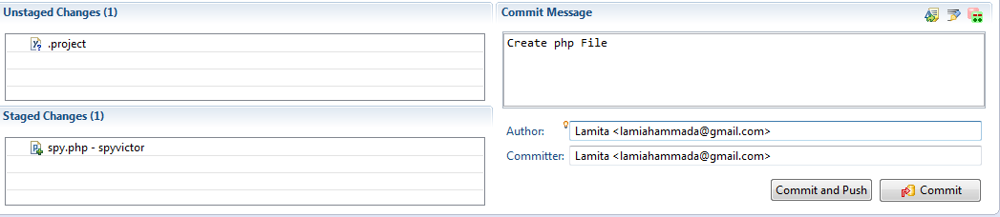 Unstaged Changes (1)
.project
Staged Changes (1)
spy.php - spyvictor
Commit Message
Create php File
Author: Lamita <lamiahammada@gmail.com>
Committer: Lamita <lamiahammada@gmail.com>
Commit and Push Commit